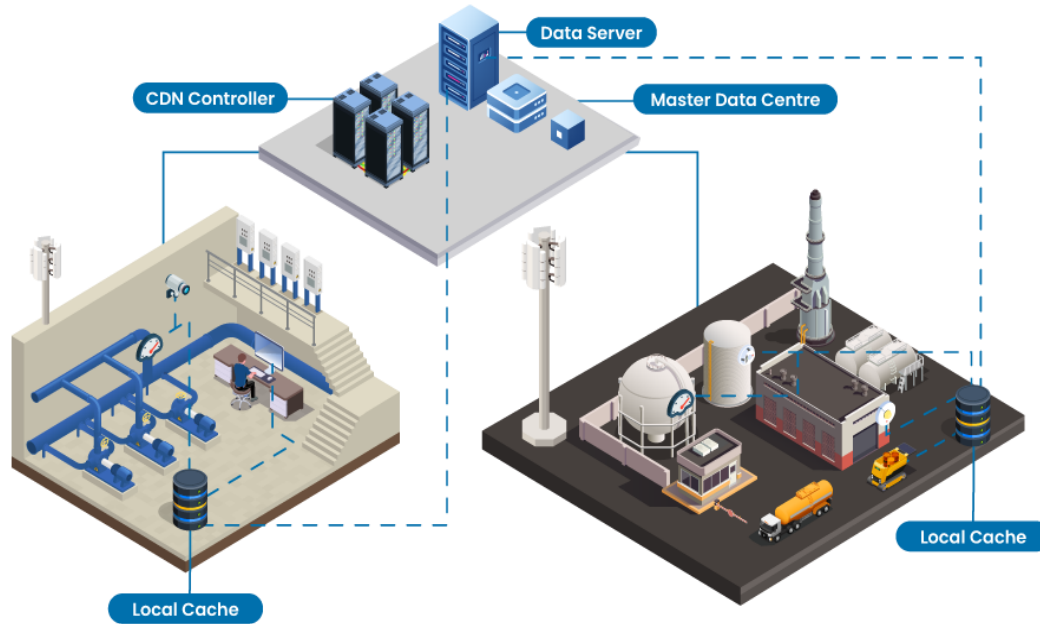 Data Server
CDN Controller
Master Data Centre
Local Cache
Local Cache